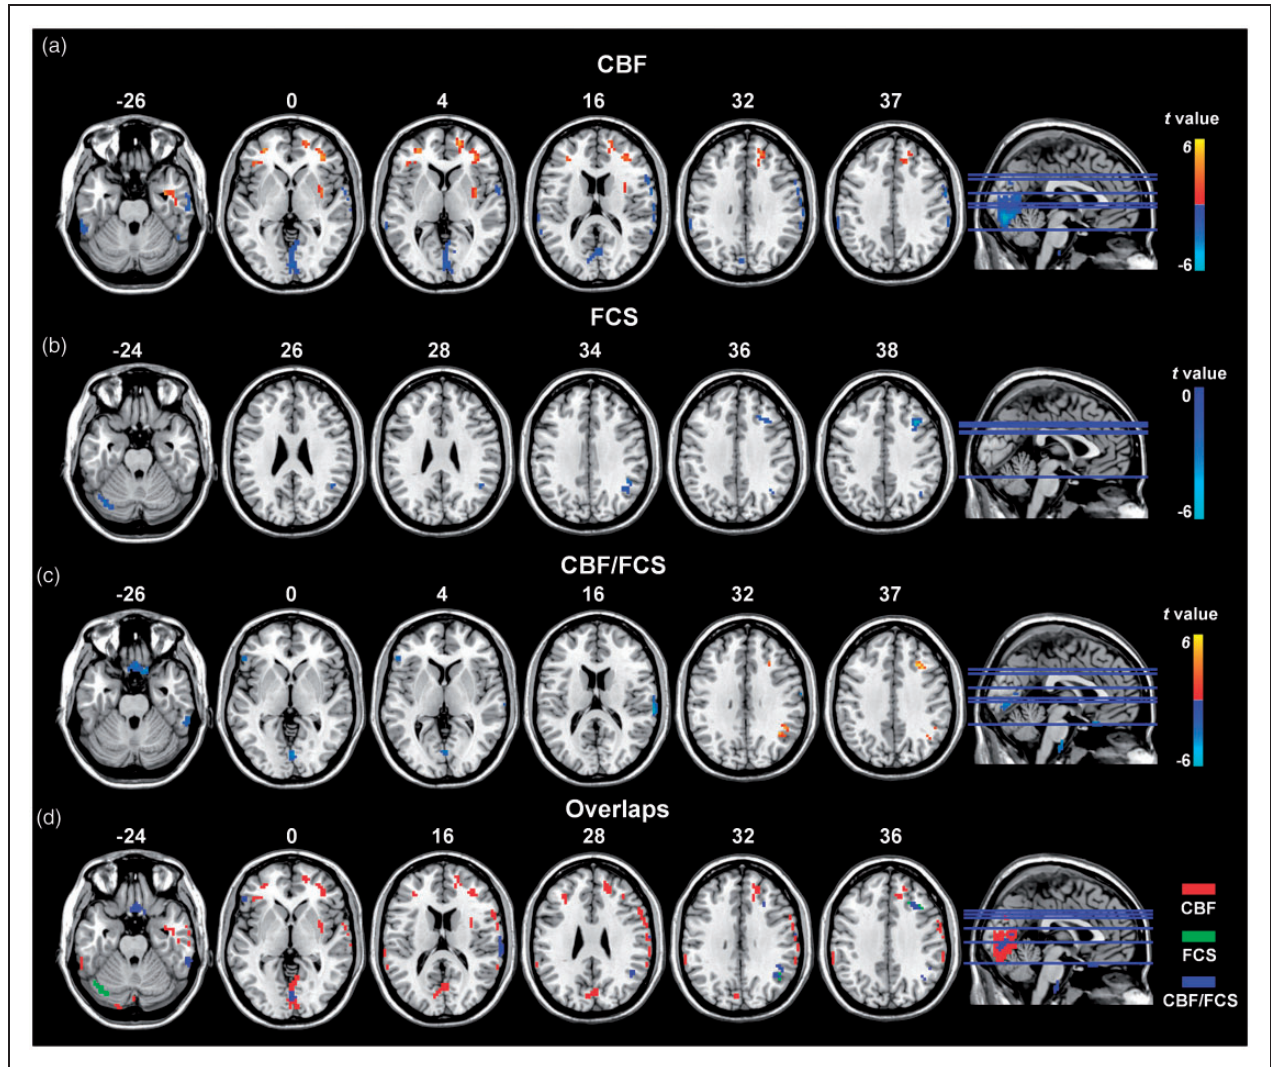 (a)
CBF
-26 0 4 16 32 37
t value
6
-6
FCS
(b)
-24 26 28 34 36 38
t value
0
-6
(c)
CBF/FCS
-26 0 4 16 32 37
t value
6
-6
(d)
Overlaps
-24 0 16 28 32 36
CBF
FCS
CBF/FCS